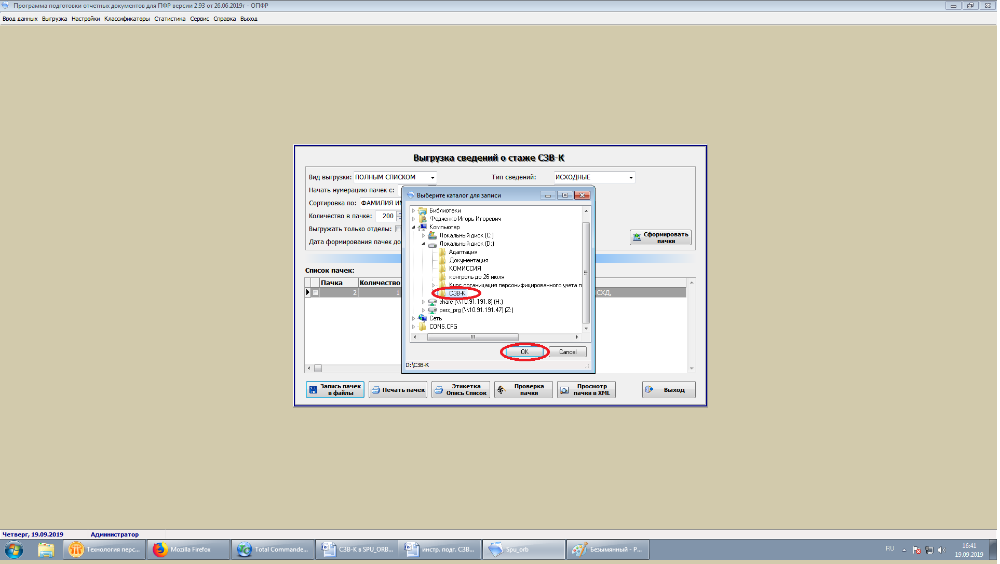 Программа подготовки отчетных документов для ПФР версии 2.93 от 26.06.2019г - ОПФР
Ввод данных Выгрузка Настройки Классификаторы Статистика Сервис Справка Выход
Выгрузка сведений о стаже СЗВ-К
Вид выгрузки: ПОЛНЫМ СПИСКОМ Тип сведений: ИСХОДНЫЕ
Начать нумерацию пачек с:
Сортировка по: ФАМИЛИЯ ИМ
Количество в пачке: 200
Выгружать только отделы:
Дата формирования пачек до
Сформировать
пачки
Список пачек:
Пачка Количество
2 1 СХД,
Выберите каталог для записи
Библиотеки
Федченко Игорь Игоревич
Компьютер
Локальный диск (C:)
Локальный диск (D:)
Адаптация
Документация
КОМИССИЯ
контроль до 26 июля
Курс организация персонифицированного учета п
СЗВ-К
share (\\10.91.191.8) (H:)
pers_prg (\\10.91.191.47) (Z:)
Сеть
CONS.CFG
OK Cancel
D:\СЗВ-К
Запись пачек
в файлы
Печать пачек
Этикетка
Опись Список
Проверка
пачки
Просмотр
пачки в XML
Выход
Четверг, 19.09.2019 Администратор
Технология перс... Mozilla Firefox Total Commande... СЗВ-К в SPU_ORB... инстр. подг. СЗВ... Spu_orb Безымянный - Р... RU 16:41
19.09.2019